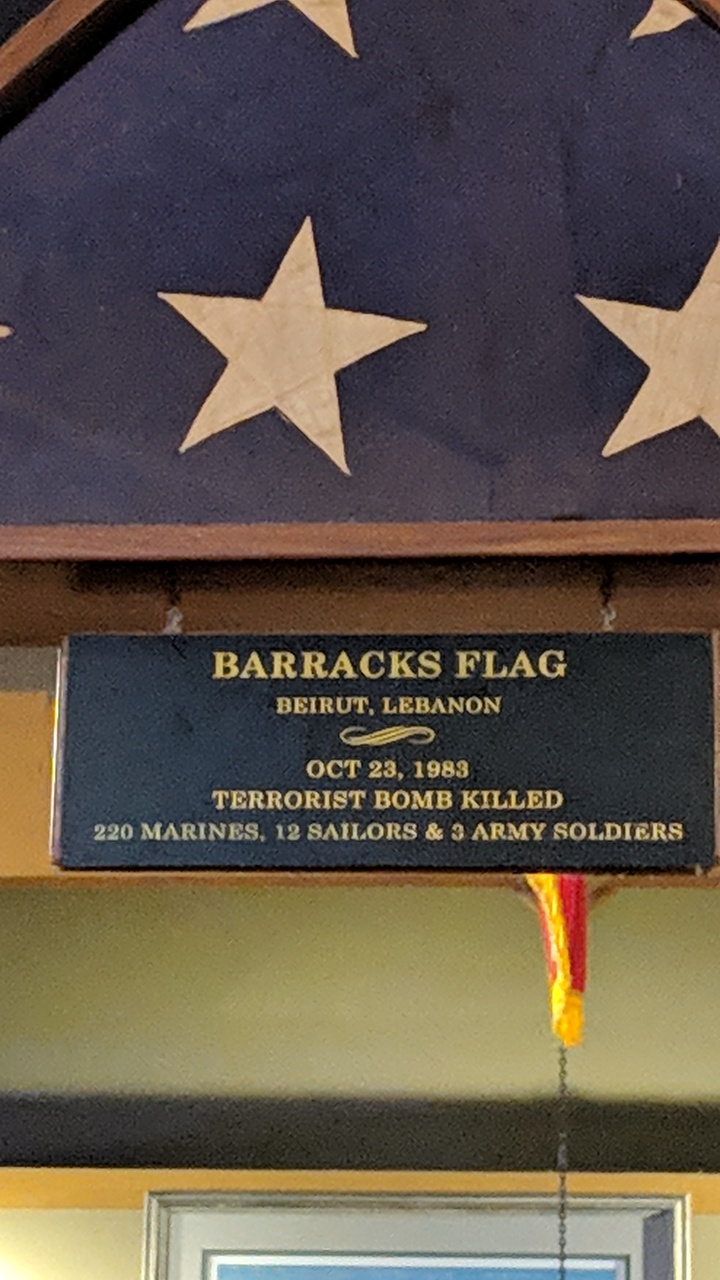 BARRACKS FLAG
BEIRUT, LEBANON
OCT 23, 1983
TERRORIST BOMB KILLED
220 MARINES, 12 SAILORS & 3 ARMY SOLDIERS